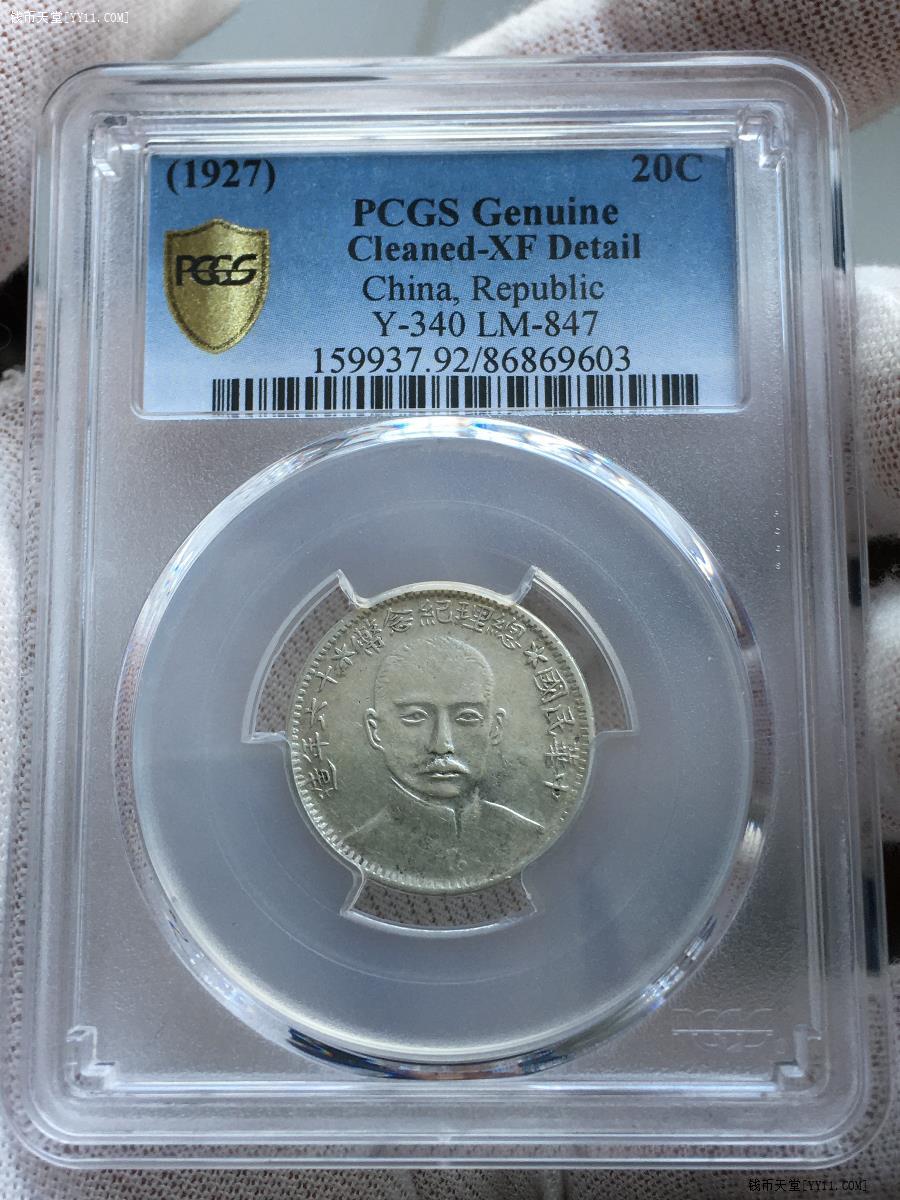 钱币天堂[YY11.COM]
(1927) 20C
PCGS Genuine
PCGS
Cleaned-XF Detail
China, Republic
Y-340 LM-847
159937.92/86869603
中華民國★總理紀念幣★十六年造
PCGS
钱币天堂[YY11.COM]